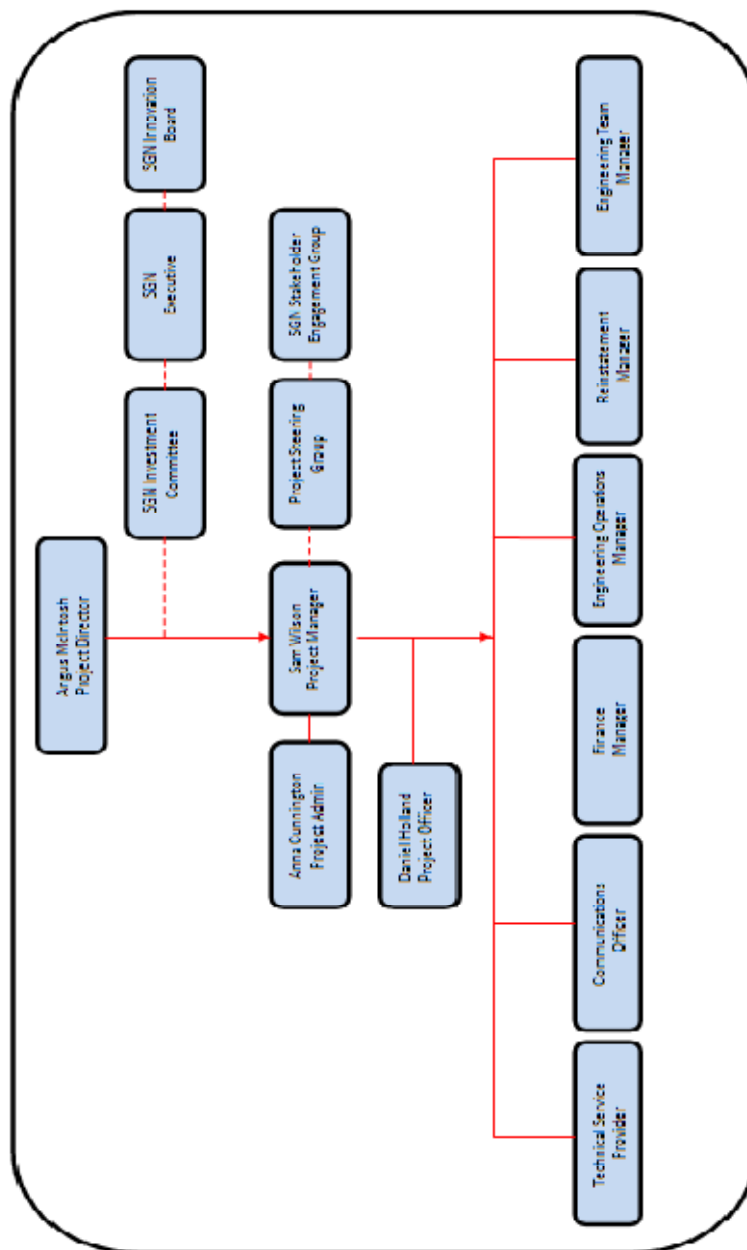 Angus McIntosh
Project Director
SGN Investment
Committee
SGN
Executive
SGN Innovation
Board
Anna Cunnington
Project Admin
Sam Wilson
Project Manager
Project Steering
Group
SGN Stakeholder
Engagement Group
Daniel Holland
Project Officer
Technical Service
Provider
Communications
Officer
Finance
Manager
Engineering Operations
Manager
Reinstatement
Manager
Engineering Team
Manager